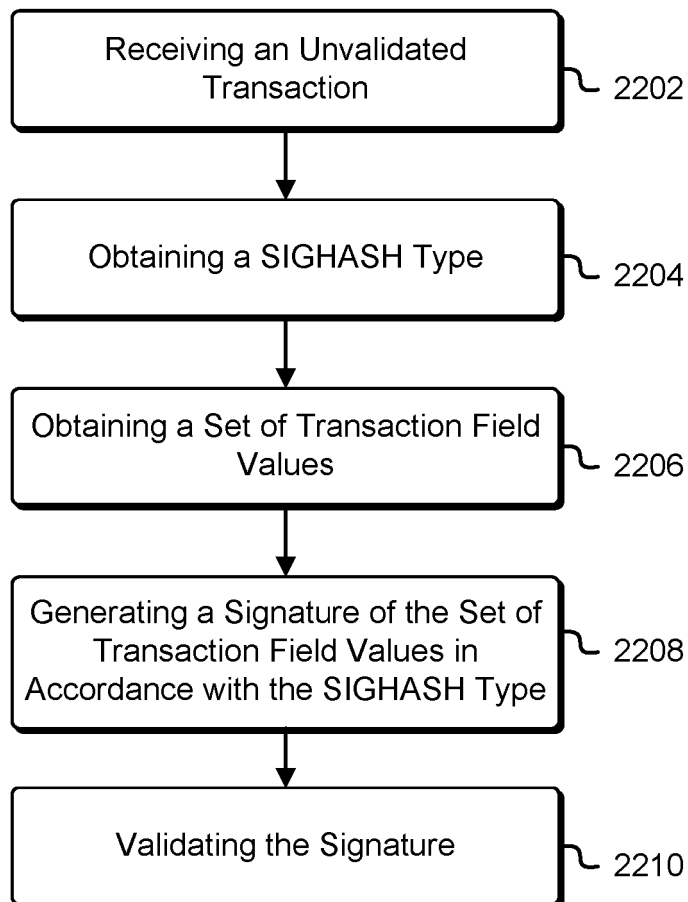 Receiving an Unvalidated
Transaction
2202
Obtaining a SIGHASH Type
2204
Obtaining a Set of Transaction Field
Values
2206
Generating a Signature of the Set of
Transaction Field Values in
Accordance with the SIGHASH Type
2208
Validating the Signature
2210